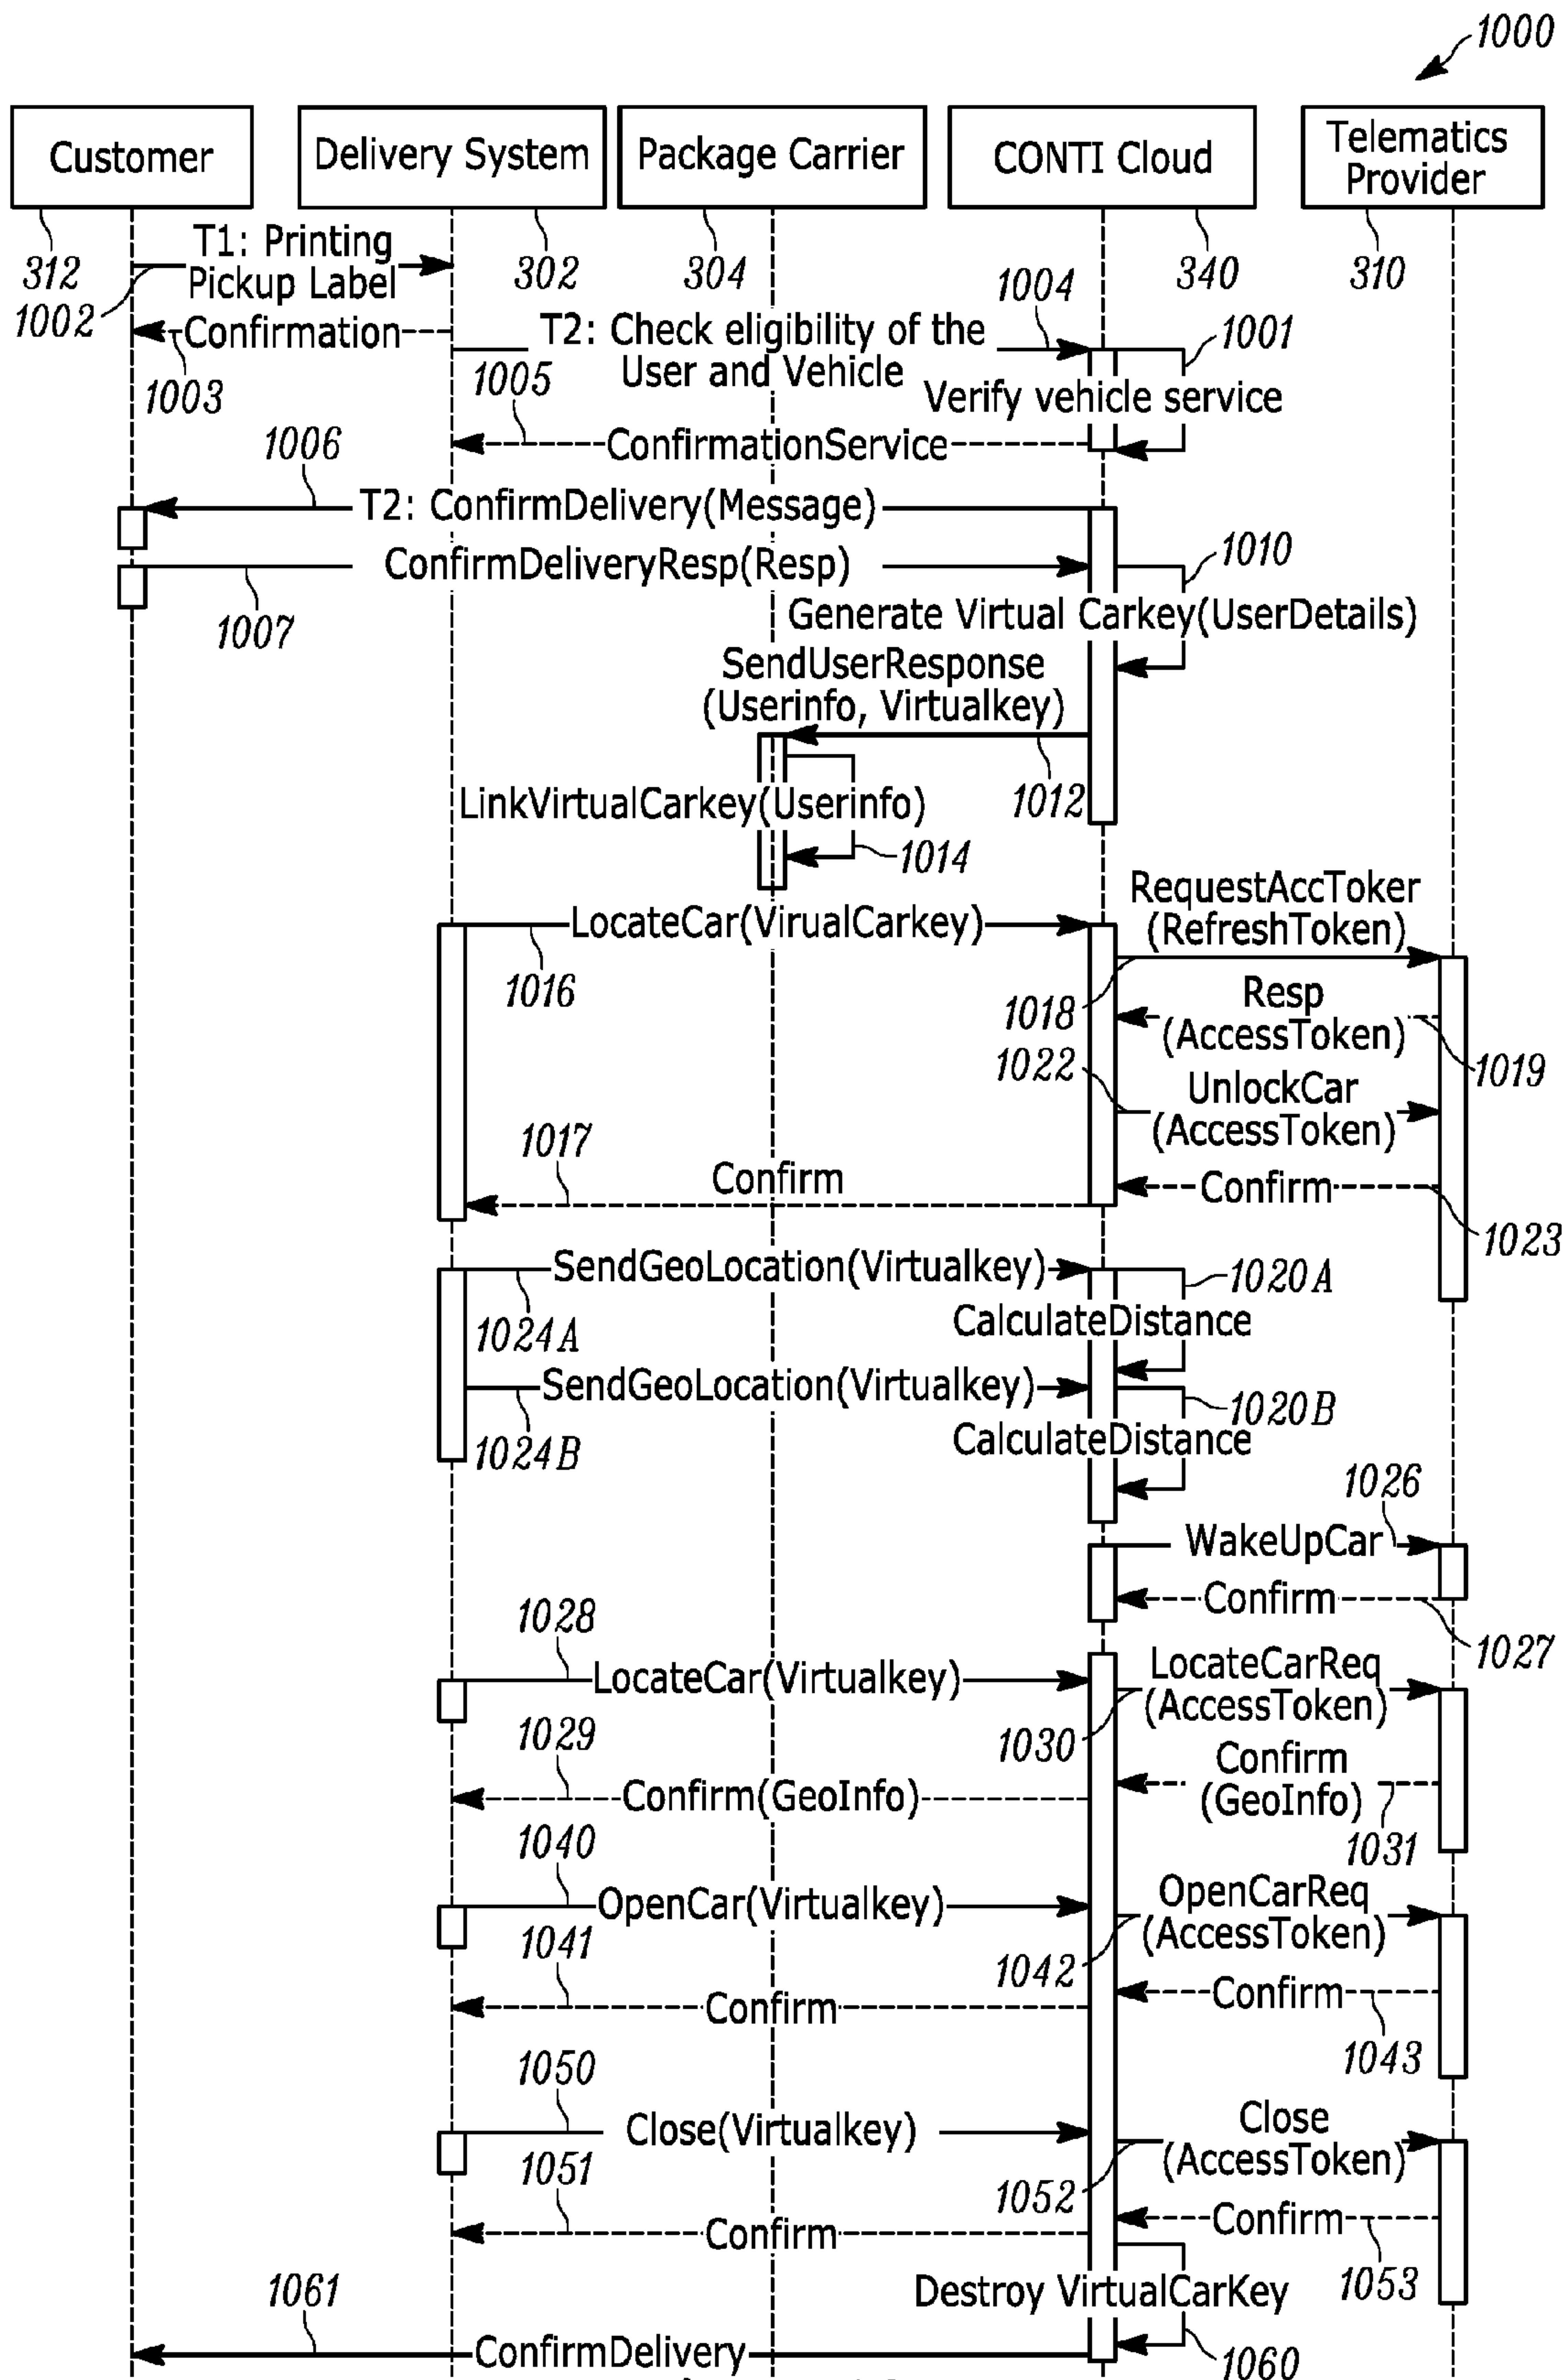 1000
Customer
Delivery System
Package Carrier
CONTI Cloud
Telematics
Provider
312
302
304
340
310
T1: Printing
Pickup Label
1002
Confirmation
1003
T2: Check eligibility of the
User and Vehicle
1004
1001
Verify vehicle service
1005
ConfirmationService
1006
T2: ConfirmDelivery(Message)
ConfirmDeliveryResp(Resp)
1007
1010
Generate Virtual Carkey(UserDetails)
SendUserResponse
(Userinfo, Virtualkey)
1012
LinkVirtualCarkey(Userinfo)
1014
LocateCar(VirualCarkey)
1016
RequestAccToker
(RefreshToken)
1018
Resp
(AccessToken)
1019
1022
UnlockCar
(AccessToken)
1017
Confirm
Confirm
1023
SendGeoLocation(Virtualkey)
1024A
1020A
CalculateDistance
SendGeoLocation(Virtualkey)
1024B
1020B
CalculateDistance
1026
WakeUpCar
Confirm
1027
1028
LocateCar(Virtualkey)
LocateCarReq
(AccessToken)
1030
1029
Confirm(GeoInfo)
Confirm
(GeoInfo)
1031
1040
OpenCar(Virtualkey)
OpenCarReq
(AccessToken)
1042
1041
Confirm
Confirm
1043
1050
Close(Virtualkey)
Close
(AccessToken)
1052
1051
Confirm
Confirm
1053
Destroy VirtualCarKey
1060
1061
ConfirmDelivery